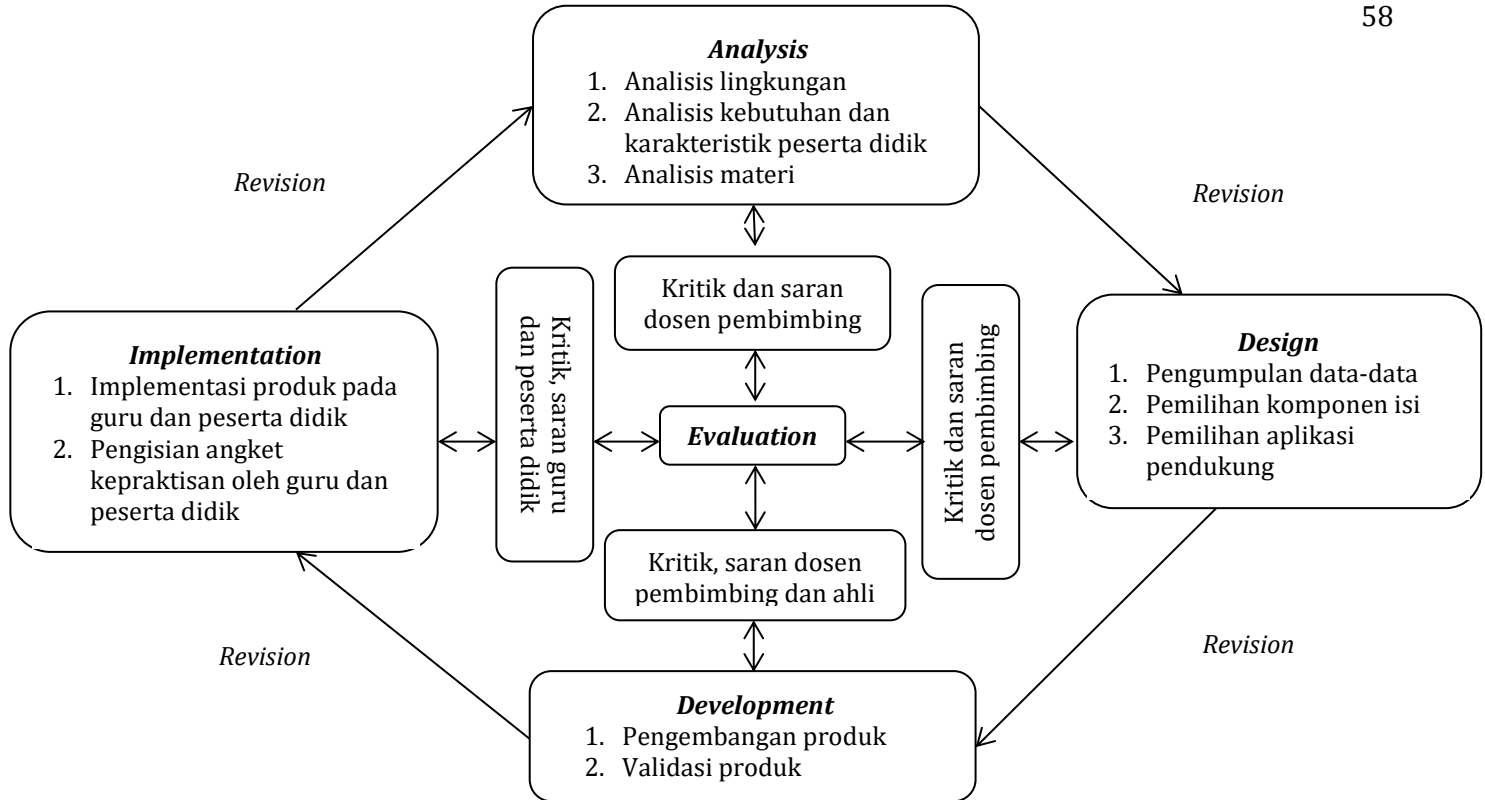 58
Analysis
1. Analisis lingkungan
2. Analisis kebutuhan dan
karakteristik peserta didik
3. Analisis materi
Revision
Revision
Kritik dan saran
dosen pembimbing
Implementation
1. Implementasi produk pada
guru dan peserta didik
2. Pengisian angket
kepraktisan oleh guru dan
peserta didik
Kritik, saran guru
dan peserta didik
Evaluation
Kritik dan saran
dosen pembimbing
Design
1. Pengumpulan data-data
2. Pemilihan komponen isi
3. Pemilihan aplikasi
pendukung
Kritik, saran dosen
pembimbing dan ahli
Revision
Revision
Development
1. Pengembangan produk
2. Validasi produk